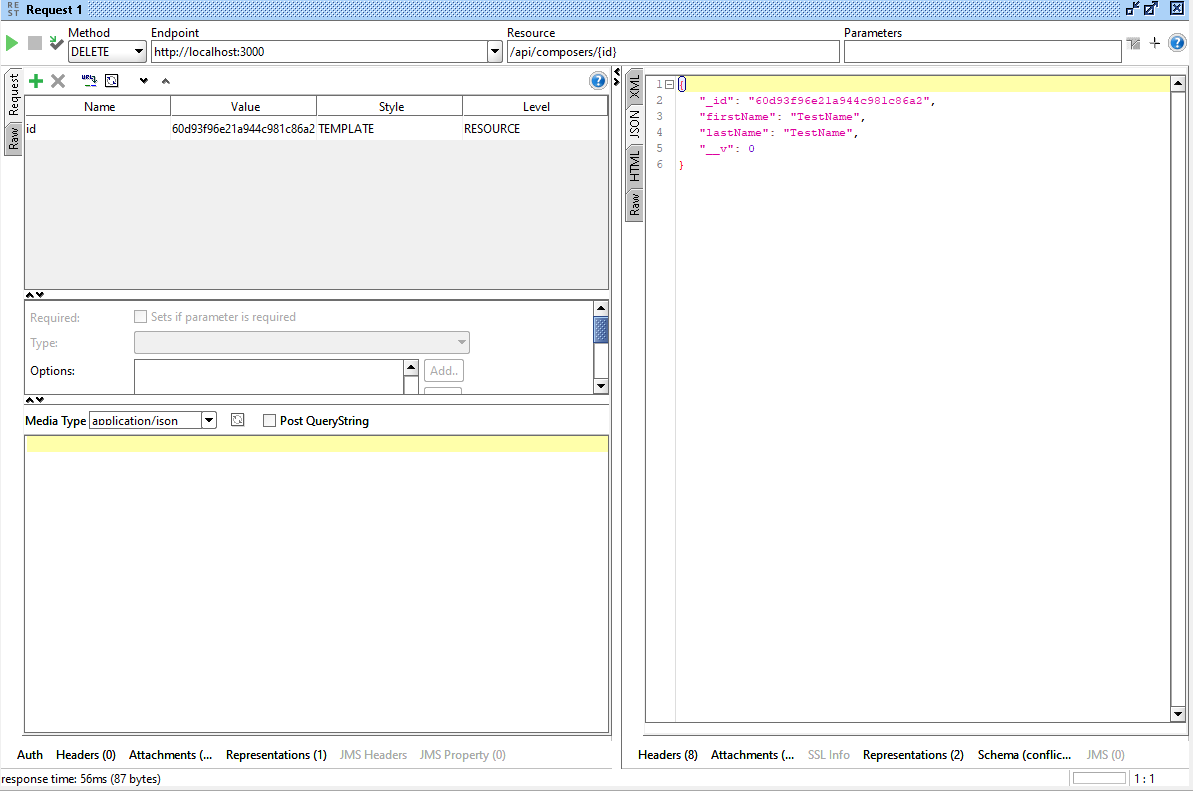 RE ST Request 1
Method Endpoint Resource Parameters
DELETE http://localhost:3000 /api/composers/{id}
Request
Raw
Name Value Style Level
id 60d93f96e21a944c981c86a2 TEMPLATE RESOURCE
Required: Sets if parameter is required
Type:
Options: Add..
Media Type application/json Post QueryString
Auth Headers (0) Attachments (... Representations (1) JMS Headers JMS Property (0)
XML
JSON
HTML
Raw
1 {
2 "_id": "60d93f96e21a944c981c86a2",
3 "firstName": "TestName",
4 "lastName": "TestName",
5 "__v": 0
6 }
Headers (8) Attachments (... SSL Info Representations (2) Schema (conflic... JMS (0)
response time: 56ms (87 bytes)
1 : 1